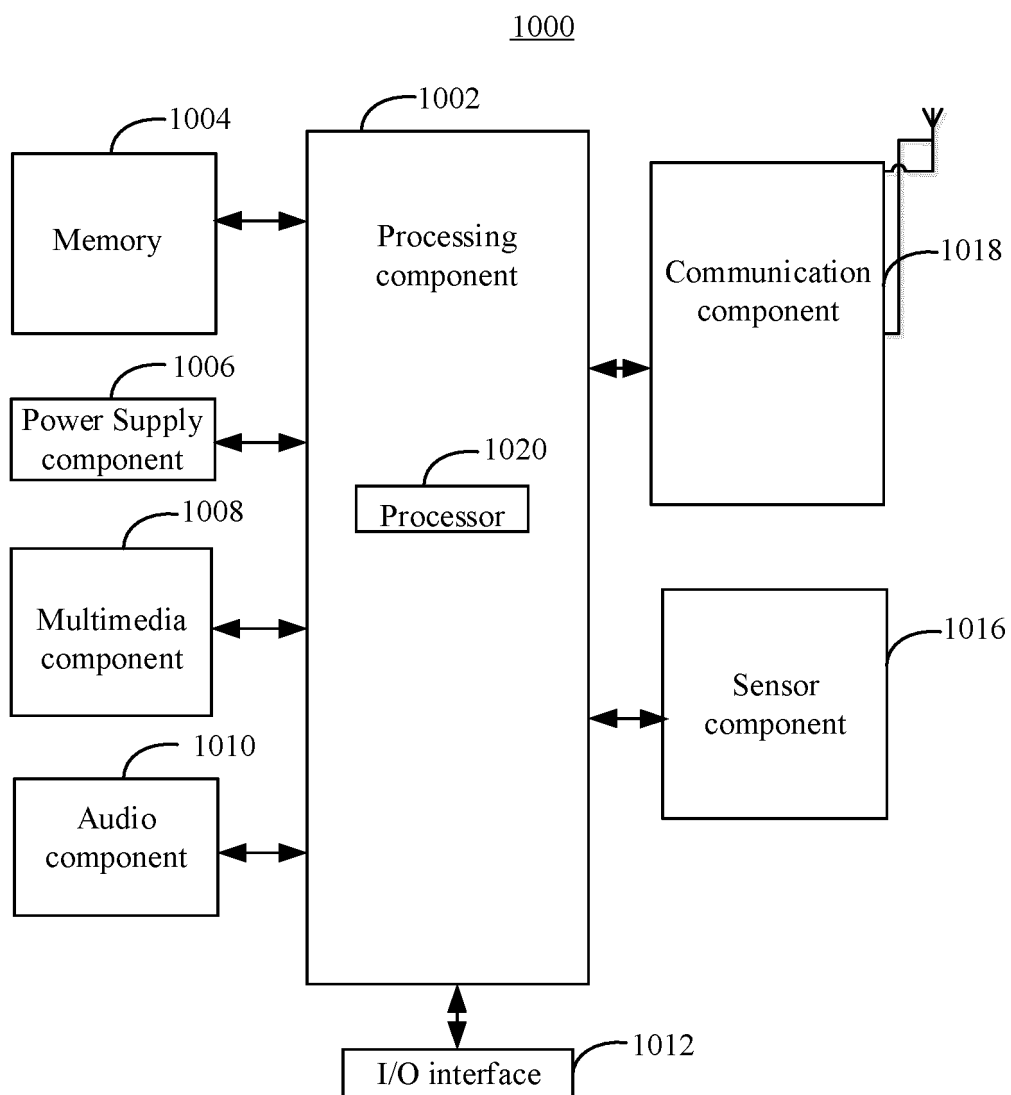 1000
1002
1004
Memory
Processing
component
Communication
component
1018
1006
Power Supply
component
1020
Processor
1008
Multimedia
component
1016
Sensor
component
1010
Audio
component
1012
I/O interface